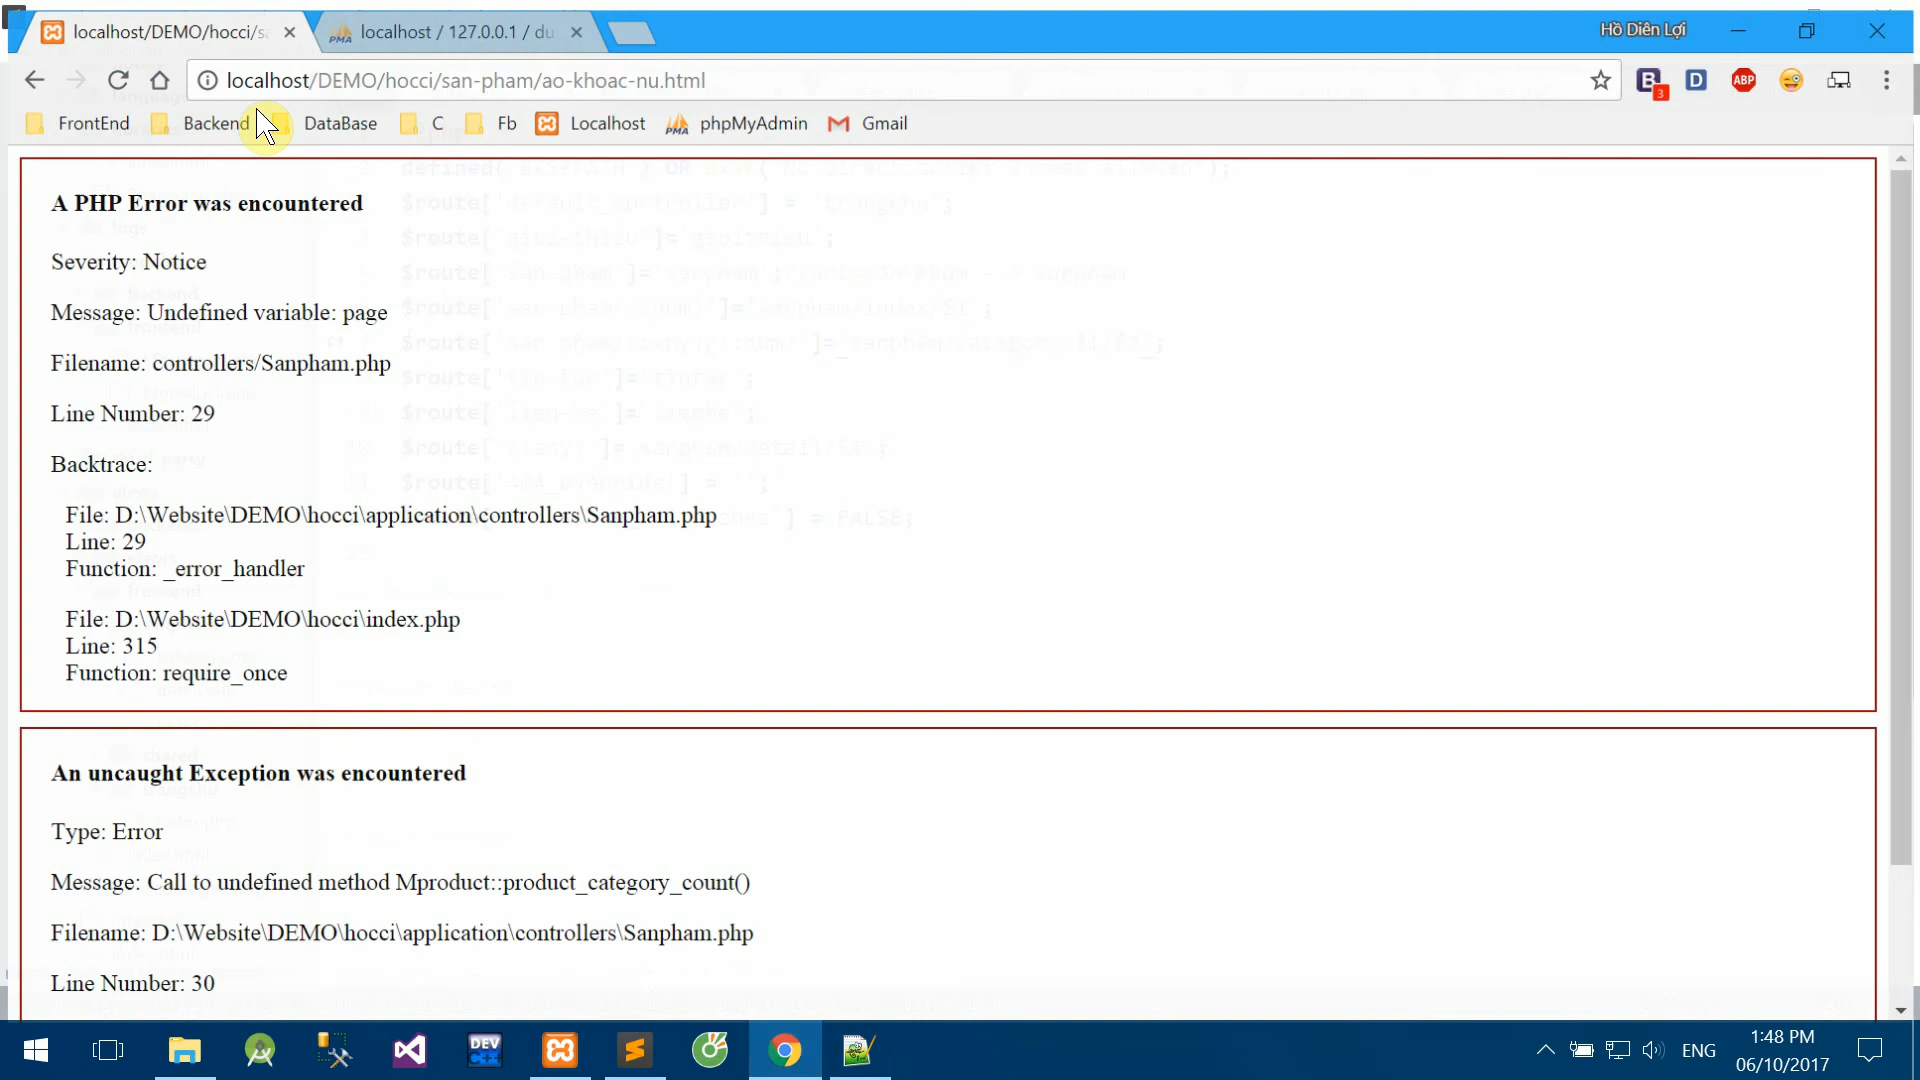 localhost/DEMO/hocci/sa
localhost / 127.0.0.1 / du
Hồ Diên Lợi
localhost/DEMO/hocci/san-pham/ao-khoac-nu.html
B
3
D
ABP
FrontEnd
Backend
DataBase
C
Fb
Localhost
PMA
phpMyAdmin
Gmail
A PHP Error was encountered
Severity: Notice
Message: Undefined variable: page
Filename: controllers/Sanpham.php
Line Number: 29
Backtrace:
File: D:\Website\DEMO\hocci\application\controllers\Sanpham.php
Line: 29
Function: _error_handler
File: D:\Website\DEMO\hocci\index.php
Line: 315
Function: require_once
An uncaught Exception was encountered
Type: Error
Message: Call to undefined method Mproduct::product_category_count()
Filename: D:\Website\DEMO\hocci\application\controllers\Sanpham.php
Line Number: 30
DEV
ENG
1:48 PM
06/10/2017